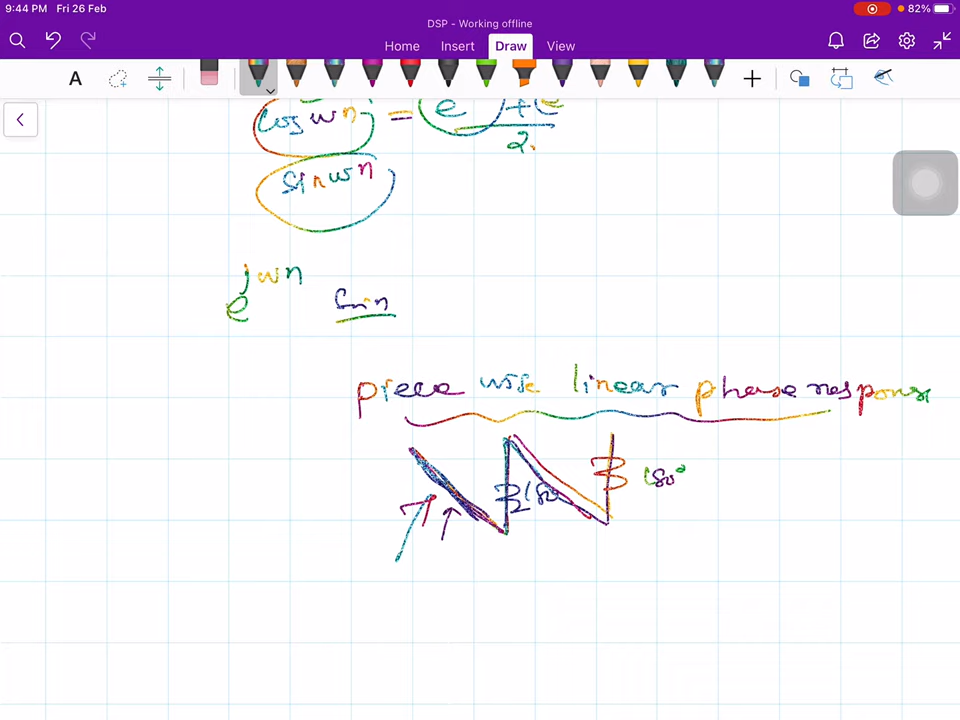 9:44 PM Fri 26 Feb
82%
DSP - Working offline
Home Insert Draw View
A
cos wn = e + e
2
sin wn
e jwn
piece wise linear phase response
180
180°